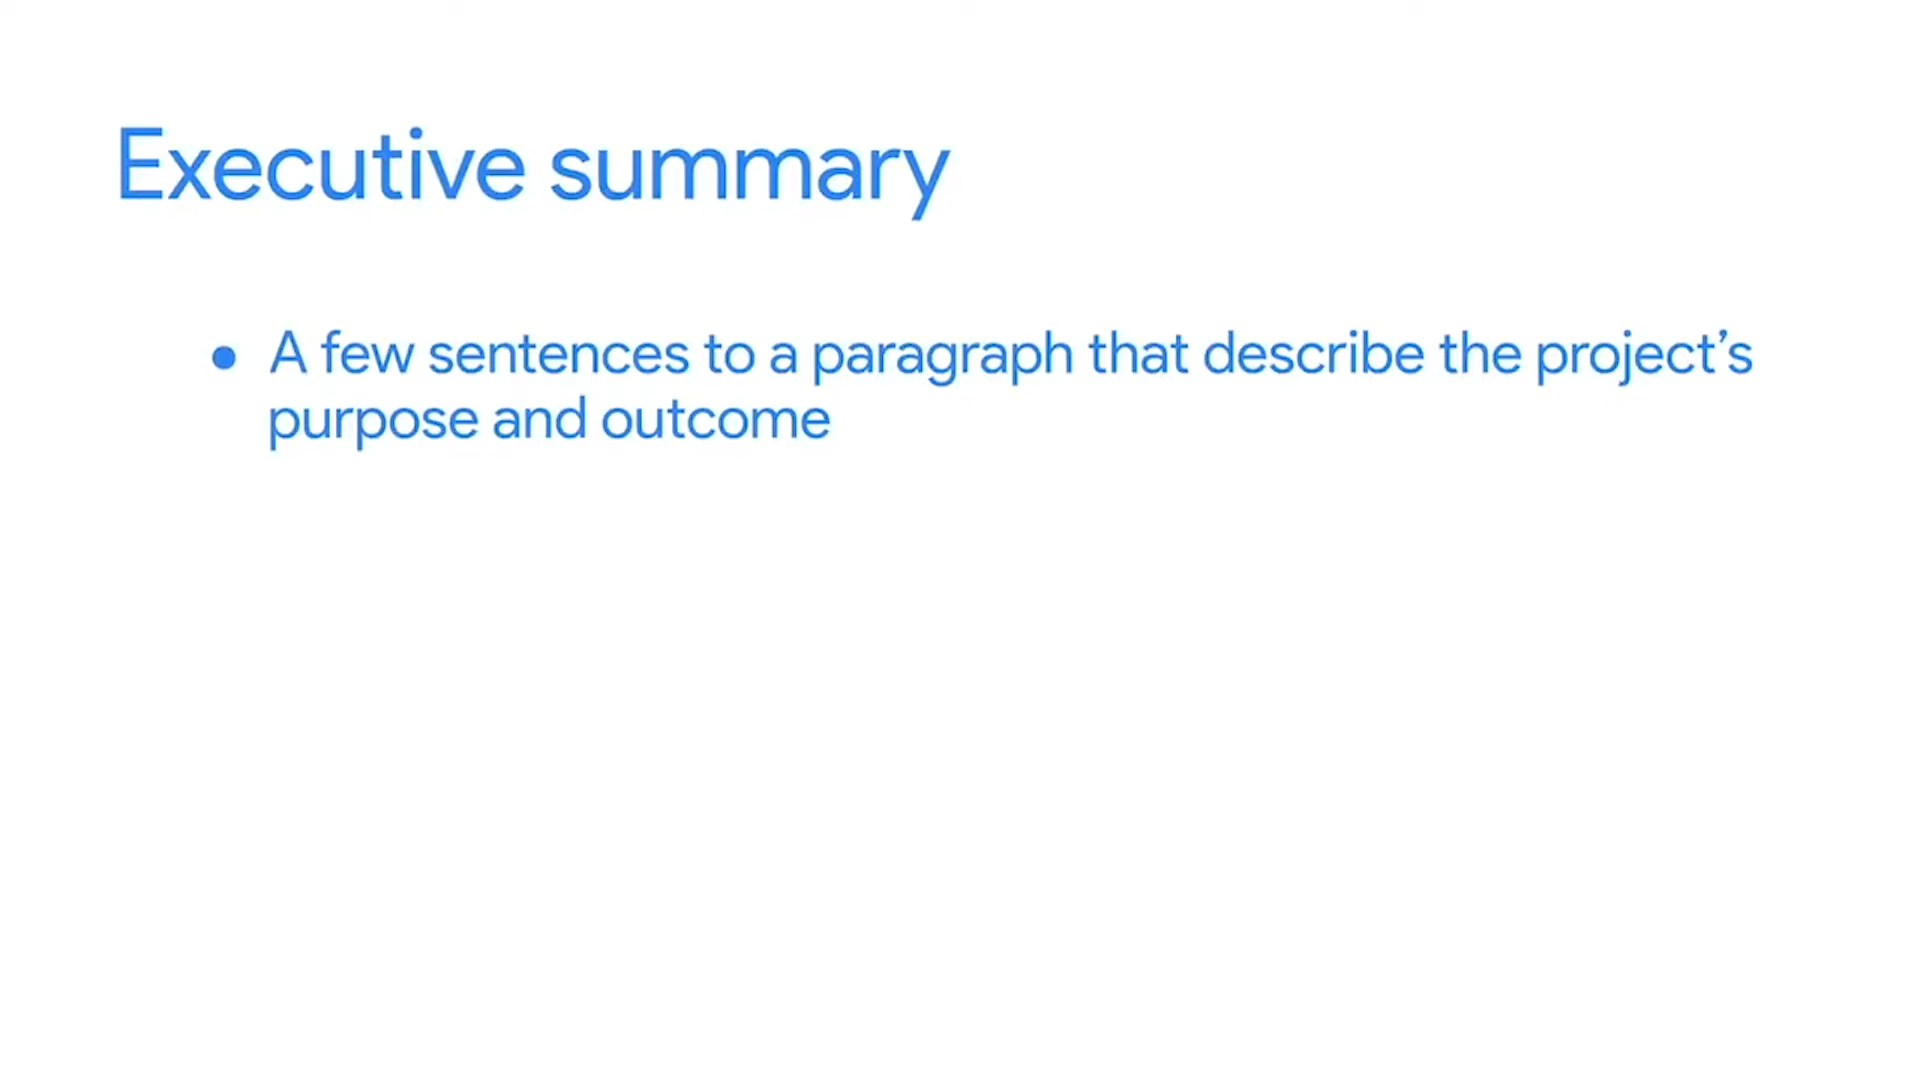 Executive summary
● A few sentences to a paragraph that describe the project’s
purpose and outcome